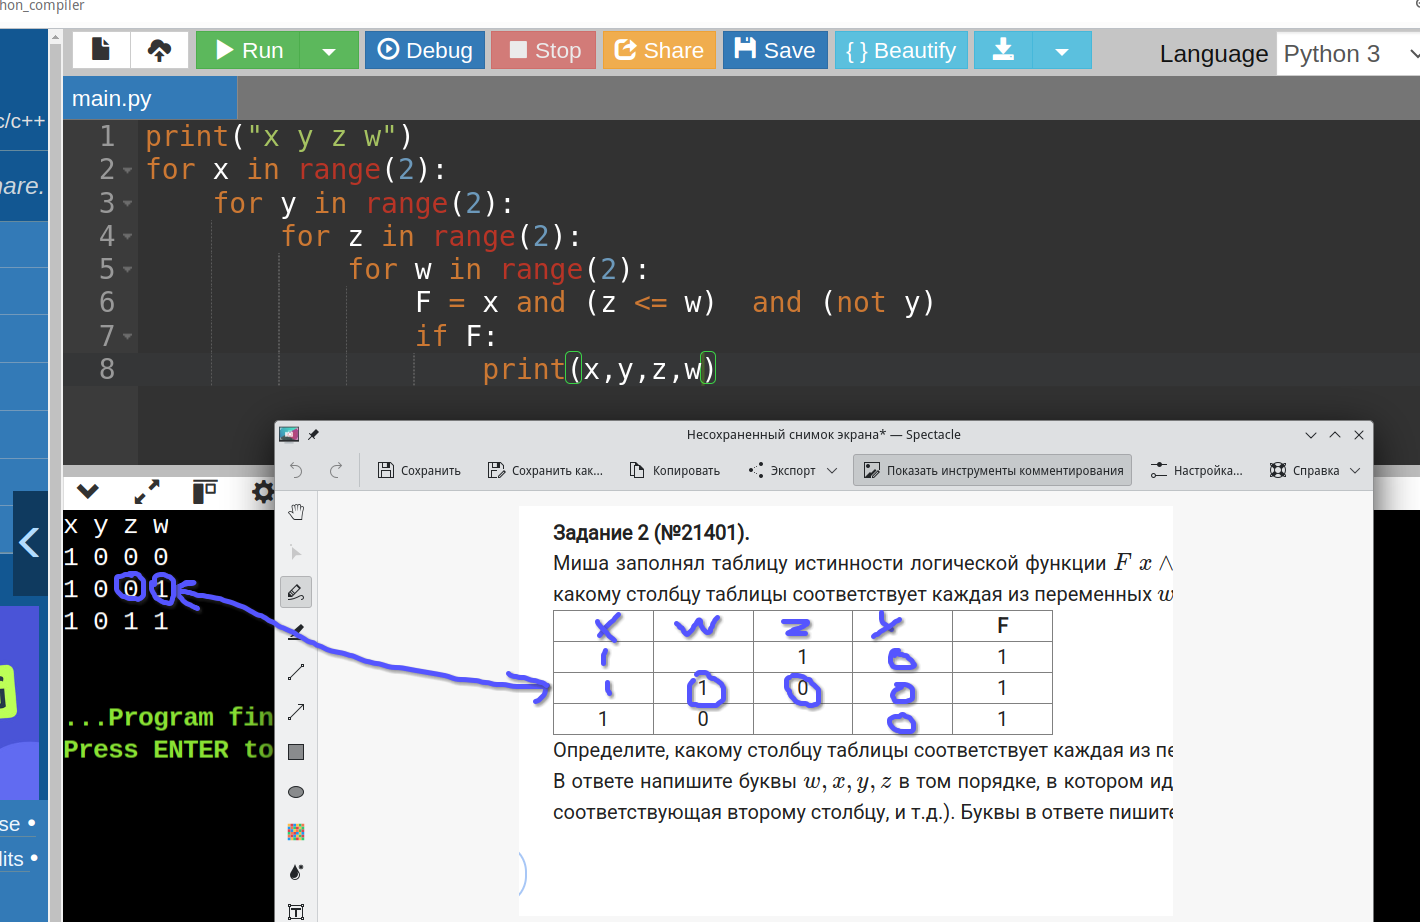 hon_compiler
Run Debug Stop Share Save { } Beautify Language Python 3
main.py
c/c++
are.
1 print("x y z w")
2 for x in range(2):
3 for y in range(2):
4 for z in range(2):
5 for w in range(2):
6 F = x and (z <= w) and (not y)
7 if F:
8 print(x,y,z,w)
Несохраненный снимок экрана* — Spectacle
Сохранить Сохранить как... Копировать Экспорт Показать инструменты комментирования Настройка... Справка
x y z w
1 0 0 0
1 0 0 1
1 0 1 1
...Program fin
Press ENTER to
se •
dits •
Задание 2 (№21401).
Миша заполнял таблицу истинности логической функции F x ∧
какому столбцу таблицы соответствует каждая из переменных w
x w z y F
1 1 0 1
1 1 0 0 1
1 0 0 1
Определите, какому столбцу таблицы соответствует каждая из пе
В ответе напишите буквы w, x, y, z в том порядке, в котором ид
соответствующая второму столбцу, и т.д.). Буквы в ответе пишите